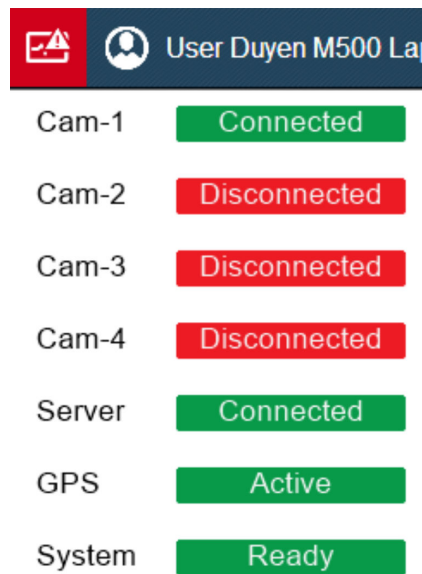 User Duyen M500 La
Cam-1 Connected
Cam-2 Disconnected
Cam-3 Disconnected
Cam-4 Disconnected
Server Connected
GPS Active
System Ready